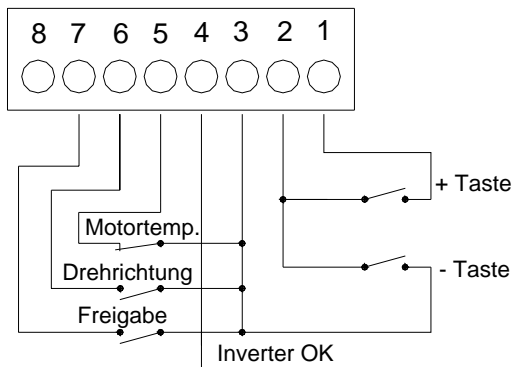 8 7 6 5 4 3 2 1
+ Taste
Motortemp.
Drehrichtung
- Taste
Freigabe
Inverter OK